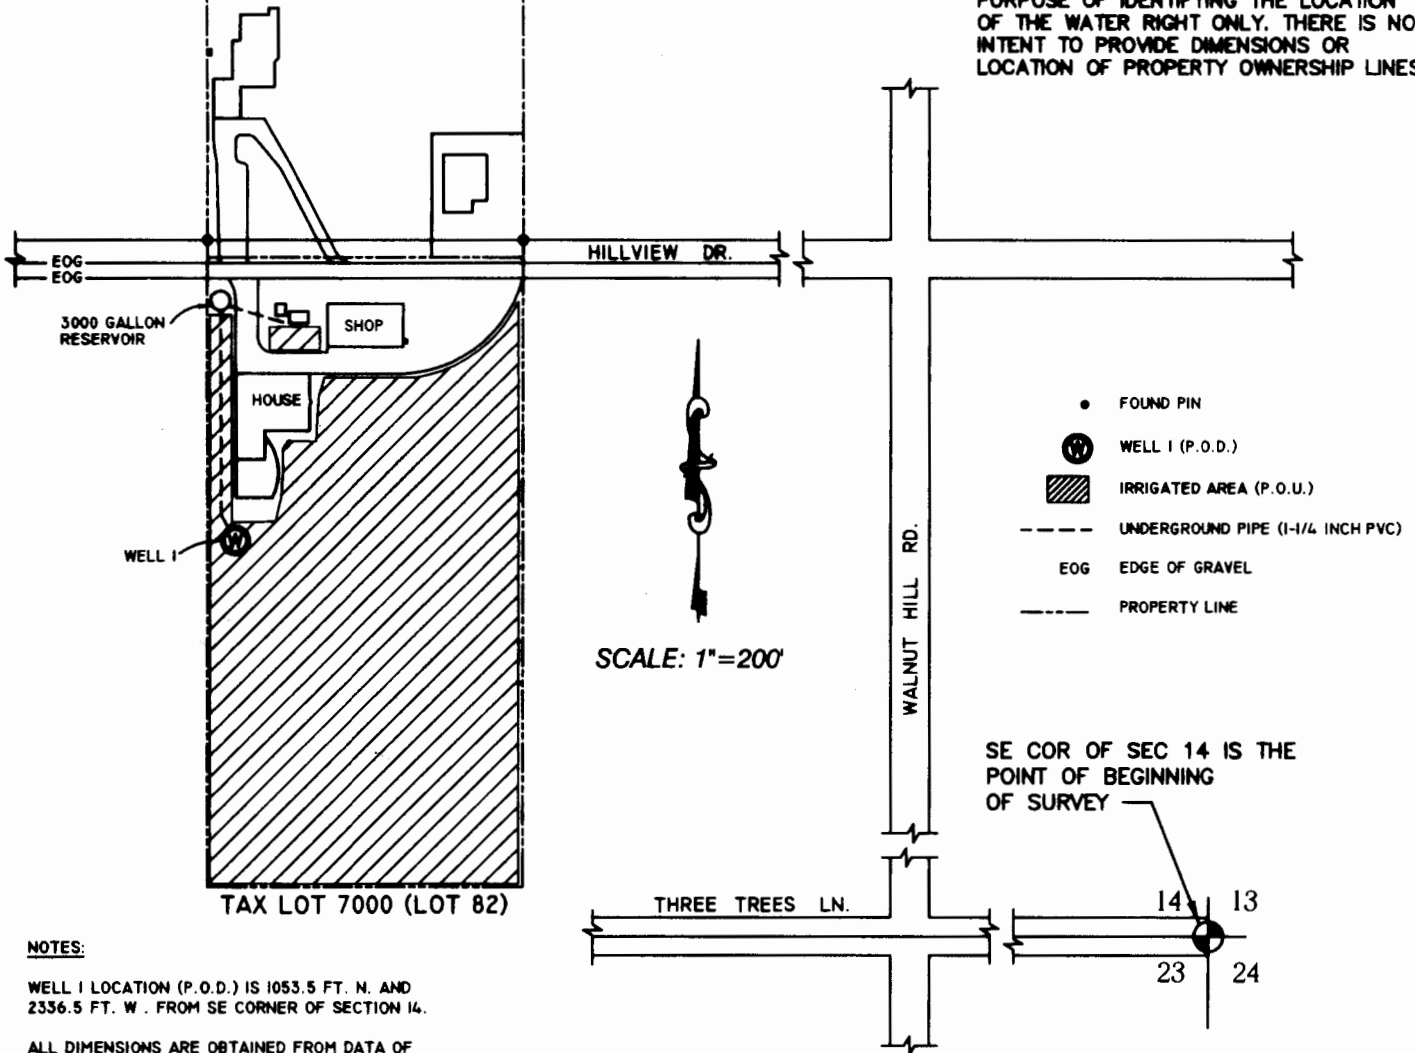 PURPOSE OF IDENTIFYING THE LOCATION
OF THE WATER RIGHT ONLY. THERE IS NO
INTENT TO PROVIDE DIMENSIONS OR
LOCATION OF PROPERTY OWNERSHIP LINES
HILLVIEW DR.
EOG
EOG
3000 GALLON
RESERVOIR
SHOP
HOUSE
W
WELL 1
SCALE: 1"=200'
WALNUT HILL RD.
FOUND PIN
W WELL 1 (P.O.D.)
IRRIGATED AREA (P.O.U.)
UNDERGROUND PIPE (1-1/4 INCH PVC)
EOG EDGE OF GRAVEL
PROPERTY LINE
SE COR OF SEC 14 IS THE
POINT OF BEGINNING
OF SURVEY
TAX LOT 7000 (LOT 82)
THREE TREES LN.
14 13
23 24
NOTES:
WELL 1 LOCATION (P.O.D.) IS 1053.5 FT. N. AND
2336.5 FT. W . FROM SE CORNER OF SECTION 14.
ALL DIMENSIONS ARE OBTAINED FROM DATA OF